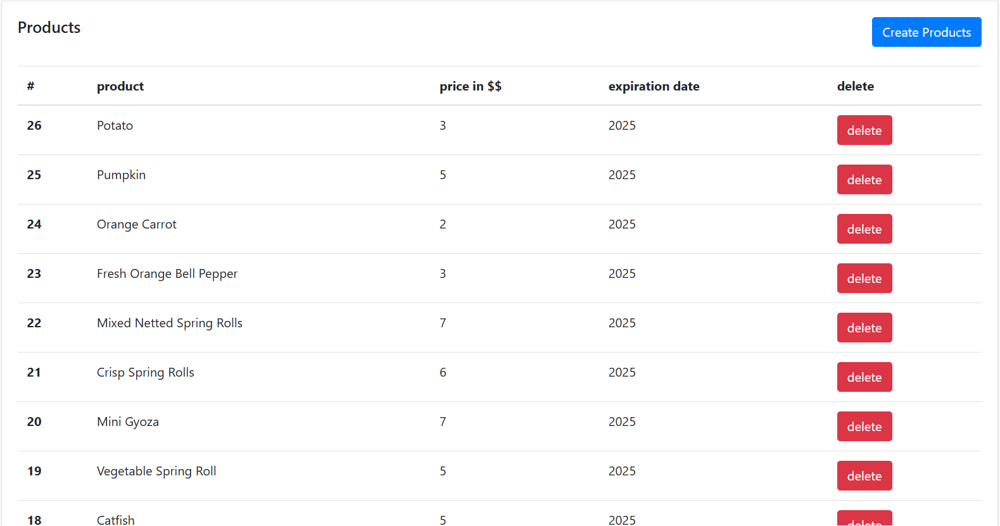 Products
Create Products
# product price in $$ expiration date delete
26 Potato 3 2025 delete
25 Pumpkin 5 2025 delete
24 Orange Carrot 2 2025 delete
23 Fresh Orange Bell Pepper 3 2025 delete
22 Mixed Netted Spring Rolls 7 2025 delete
21 Crisp Spring Rolls 6 2025 delete
20 Mini Gyoza 7 2025 delete
19 Vegetable Spring Roll 5 2025 delete
18 Catfish 5 2025 delete